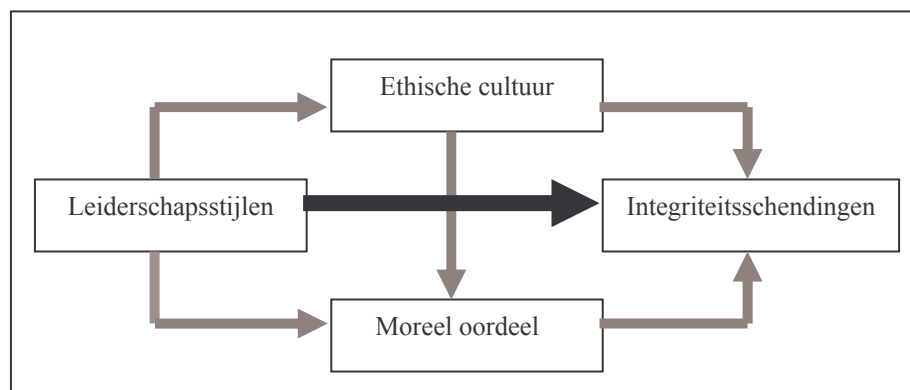 Ethische cultuur
Leiderschapsstijlen
Integriteitsschendingen
Moreel oordeel